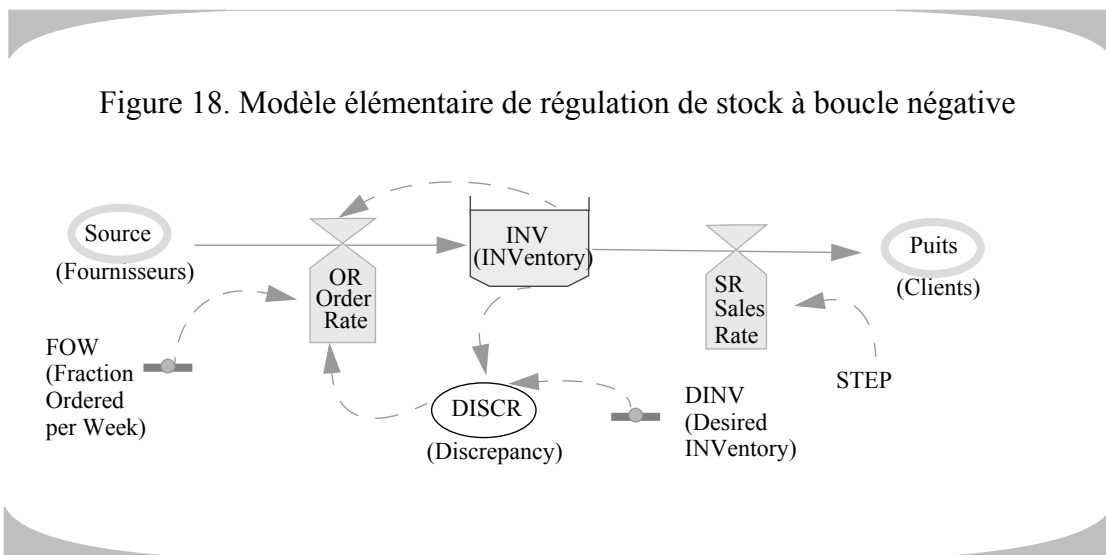 Figure 18. Modèle élémentaire de régulation de stock à boucle négative
Source
(Fournisseurs)
OR
Order
Rate
INV
(INVentory)
SR
Sales
Rate
Puits
(Clients)
FOW
(Fraction
Ordered
per Week)
DISCR
(Discrepancy)
DINV
(Desired
INVentory)
STEP